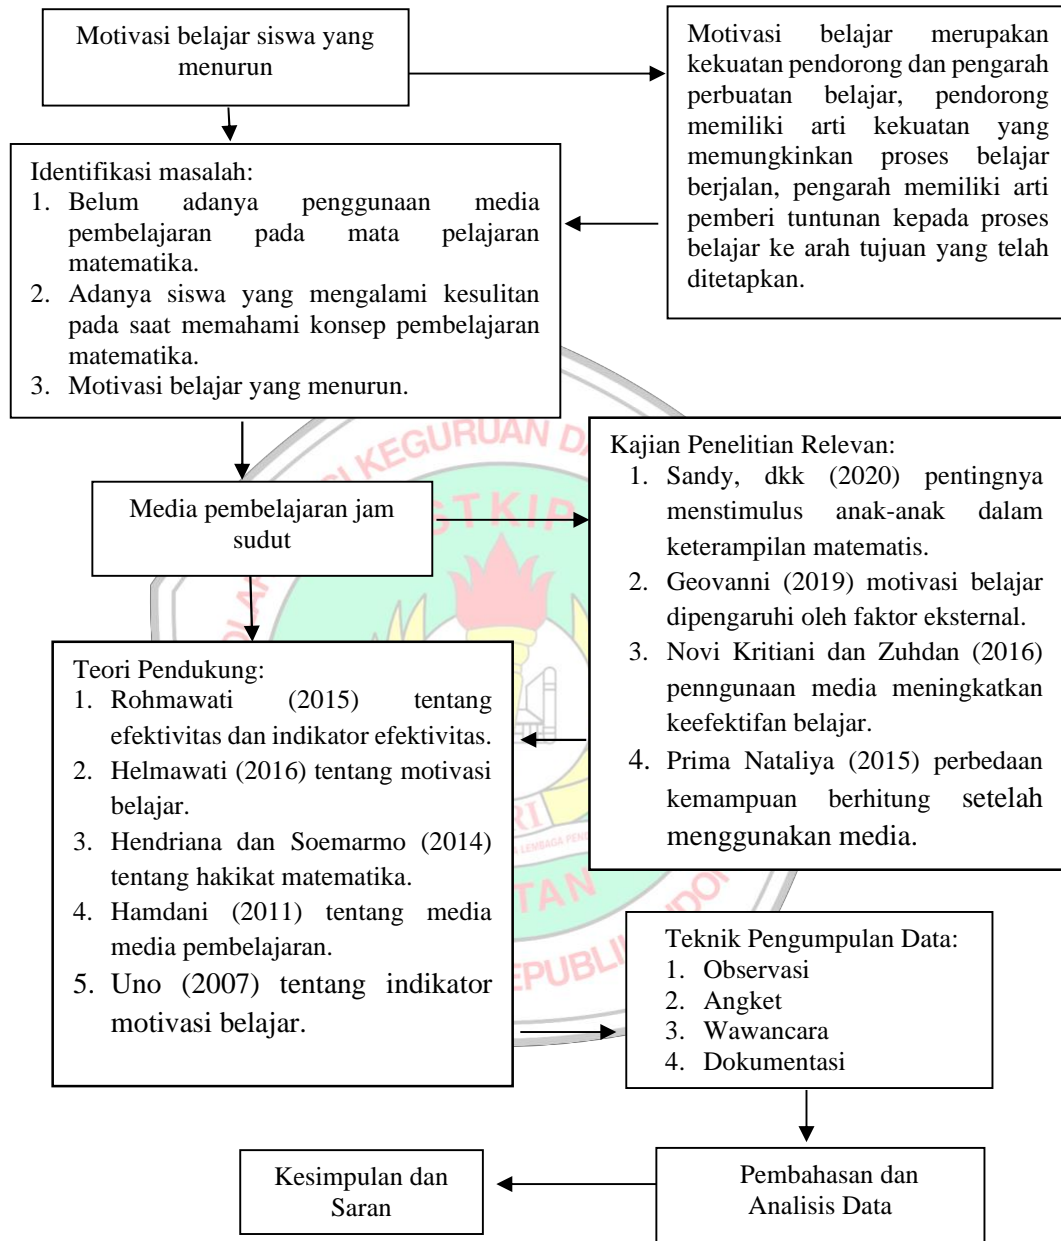 Motivasi belajar siswa yang
menurun
Motivasi belajar merupakan
kekuatan pendorong dan pengarah
perbuatan belajar, pendorong
memiliki arti kekuatan yang
memungkinkan proses belajar
berjalan, pengarah memiliki arti
pemberi tuntunan kepada proses
belajar ke arah tujuan yang telah
ditetapkan.
Identifikasi masalah:
1. Belum adanya penggunaan media
pembelajaran pada mata pelajaran
matematika.
2. Adanya siswa yang mengalami kesulitan
pada saat memahami konsep pembelajaran
matematika.
3. Motivasi belajar yang menurun.
Media pembelajaran jam
sudut
Kajian Penelitian Relevan:
1. Sandy, dkk (2020) pentingnya
menstimulus anak-anak dalam
keterampilan matematis.
2. Geovanni (2019) motivasi belajar
dipengaruhi oleh faktor eksternal.
3. Novi Kritiani dan Zuhdan (2016)
penngunaan media meningkatkan
keefektifan belajar.
4. Prima Nataliya (2015) perbedaan
kemampuan berhitung setelah
menggunakan media.
Teori Pendukung:
1. Rohmawati (2015) tentang
efektivitas dan indikator efektivitas.
2. Helmawati (2016) tentang motivasi
belajar.
3. Hendriana dan Soemarmo (2014)
tentang hakikat matematika.
4. Hamdani (2011) tentang media
media pembelajaran.
5. Uno (2007) tentang indikator
motivasi belajar.
Teknik Pengumpulan Data:
1. Observasi
2. Angket
3. Wawancara
4. Dokumentasi
Pembahasan dan
Analisis Data
Kesimpulan dan
Saran
KEGURUAN
STKIP
LEMBAGA